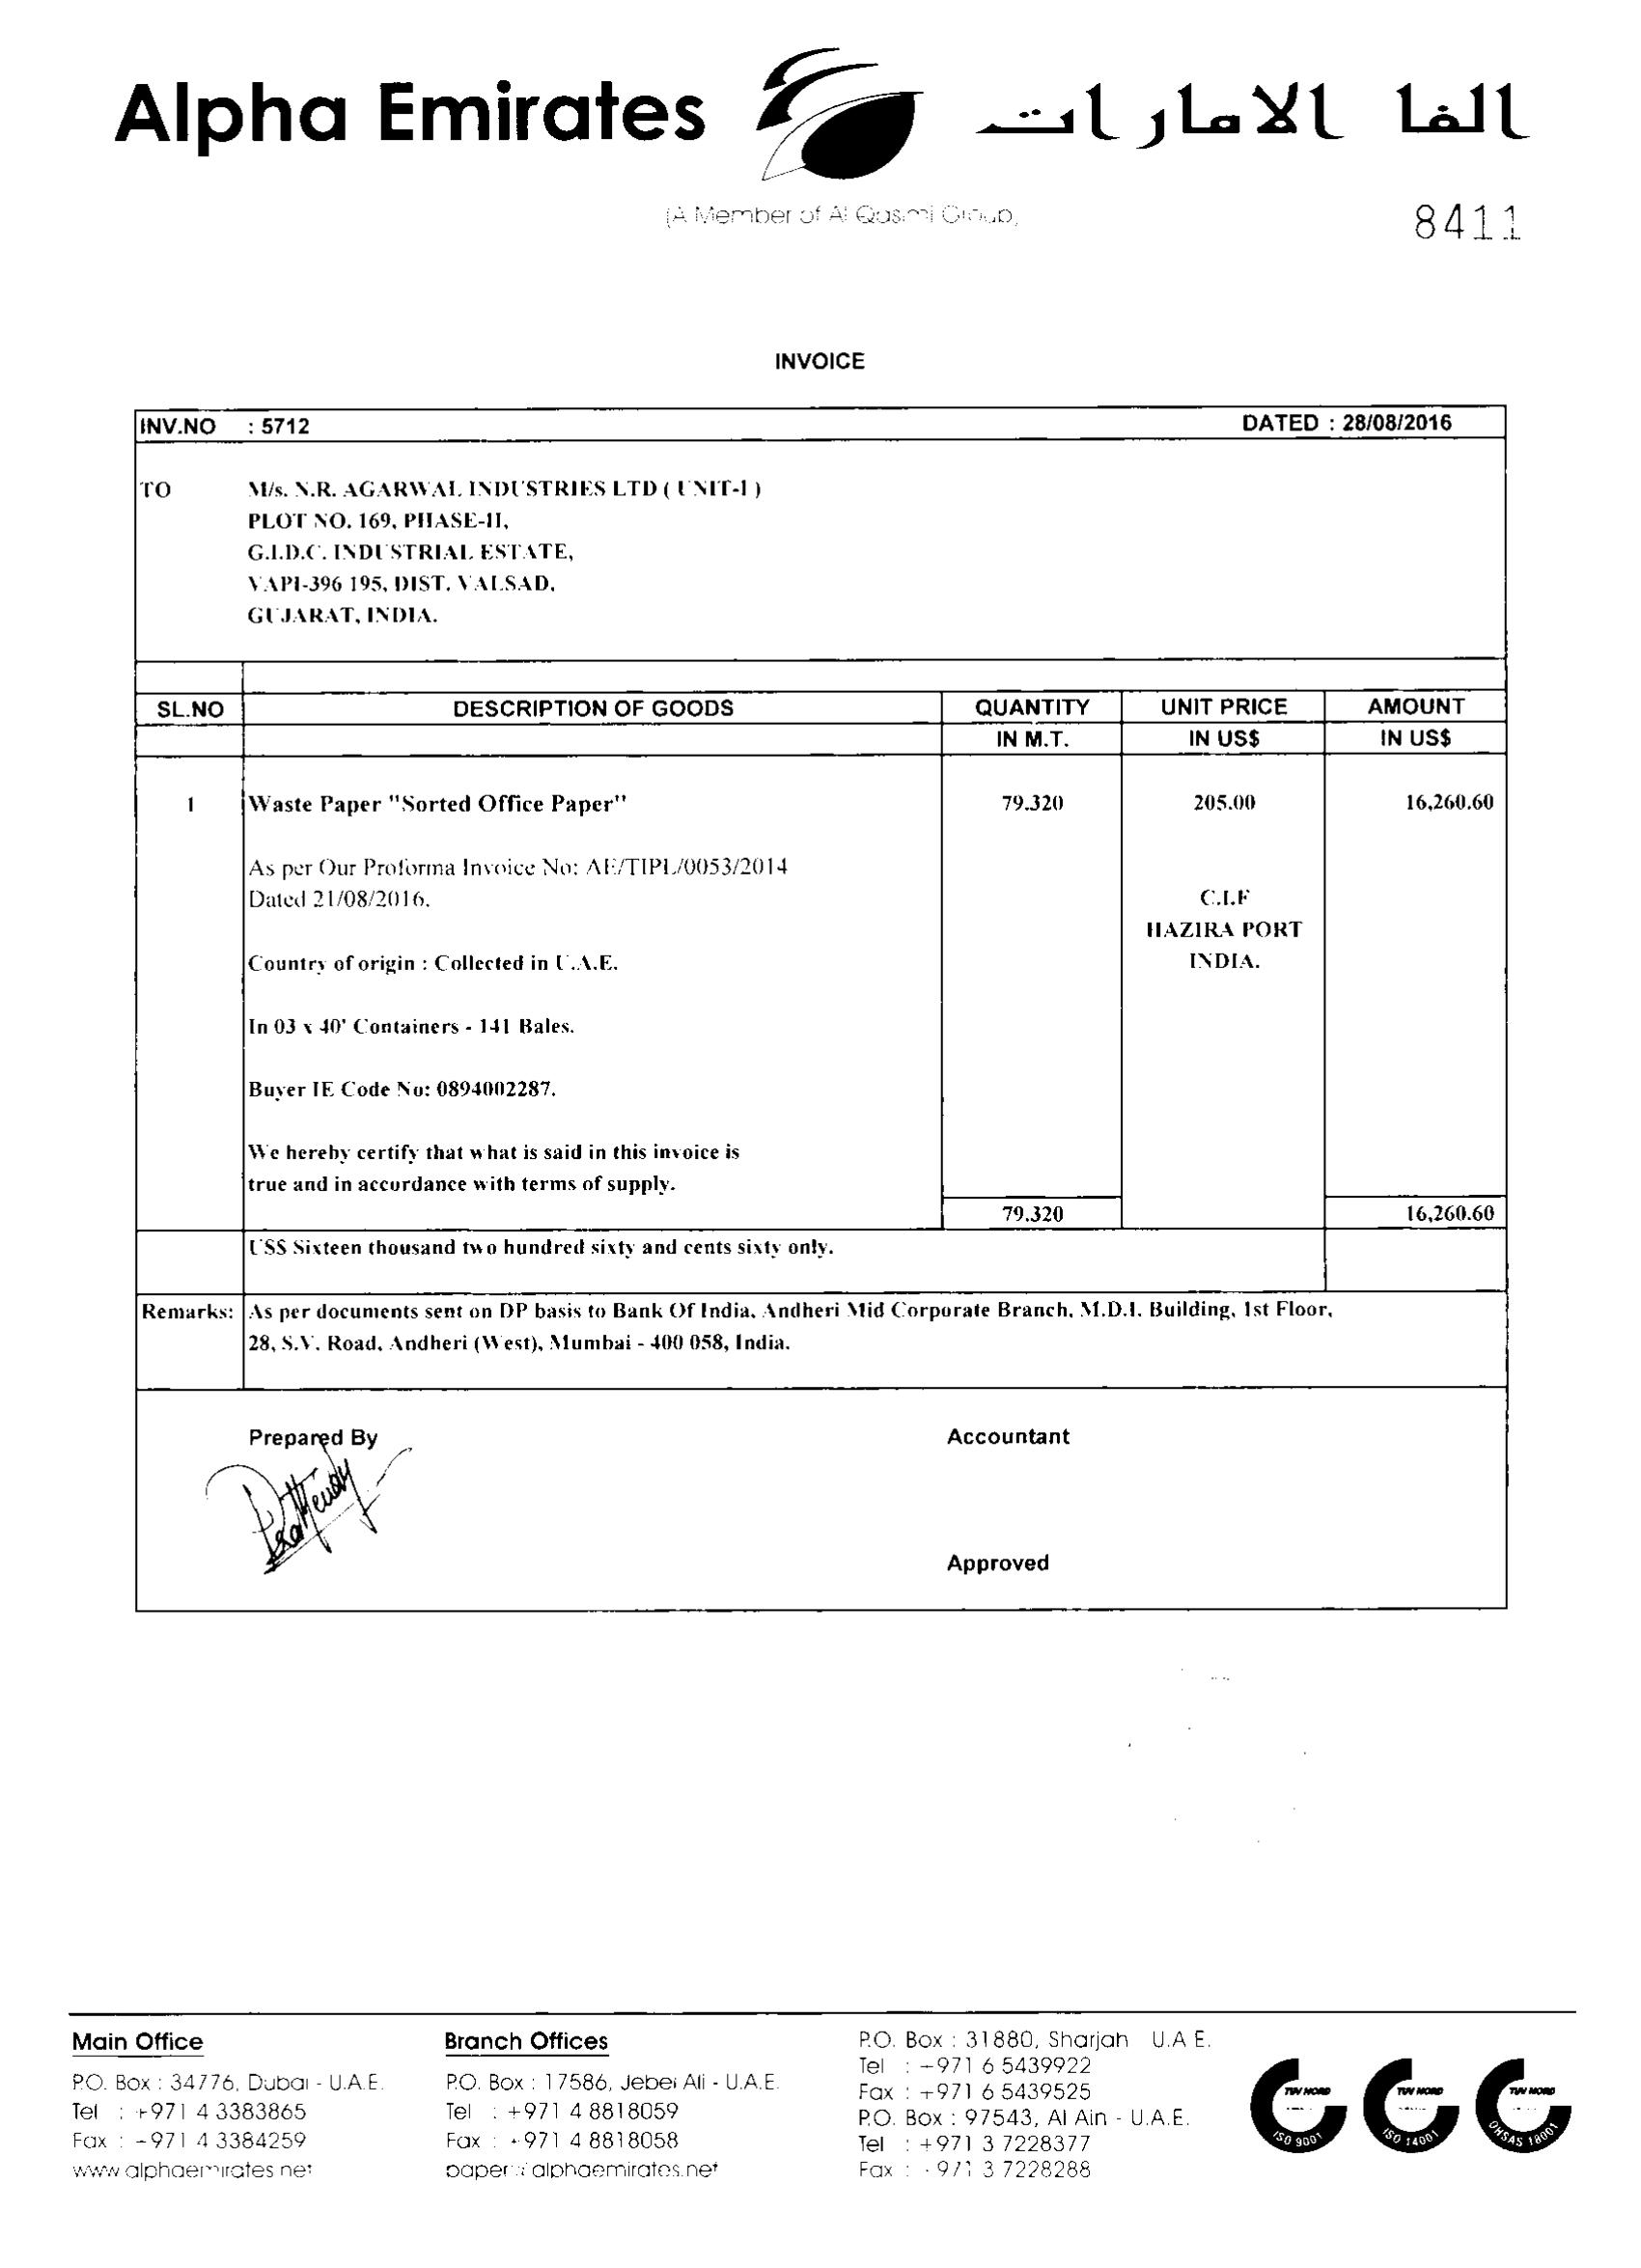 Alpha Emirates
الفا الامارات
(A Member of Al Qasimi Group)
8411
INVOICE
INV.NO : 5712 DATED : 28/08/2016
TO M/s. N.R. AGARWAL INDUSTRIES LTD ( UNIT-I )
PLOT NO. 169, PHASE-II,
G.I.D.C. INDUSTRIAL ESTATE,
VAPI-396 195, DIST. VALSAD,
GUJARAT, INDIA.
SL.NO DESCRIPTION OF GOODS QUANTITY UNIT PRICE AMOUNT
IN M.T. IN US$ IN US$
1 Waste Paper "Sorted Office Paper" 79.320 205.00 16,260.60
As per Our Proforma Invoice No: AE/TIPL/0053/2014
Dated 21/08/2016. C.I.F
HAZIRA PORT
Country of origin : Collected in U.A.E. INDIA.
In 03 x 40' Containers - 141 Bales.
Buyer IE Code No: 0894002287.
We hereby certify that what is said in this invoice is
true and in accordance with terms of supply.
79.320 16,260.60
US$ Sixteen thousand two hundred sixty and cents sixty only.
Remarks: As per documents sent on DP basis to Bank Of India, Andheri Mid Corporate Branch, M.D.I. Building, 1st Floor,
28, S.V. Road, Andheri (West), Mumbai - 400 058, India.
Prepared By Accountant
Approved
Main Office
P.O. Box : 34776, Dubai - U.A.E.
Tel : +971 4 3383865
Fax : +971 4 3384259
www.alphaemirates.net
Branch Offices
P.O. Box : 17586, Jebel Ali - U.A.E.
Tel : +971 4 8818059
Fax : +971 4 8818058
paper@alphaemirates.net
P.O. Box : 31880, Sharjah U.A.E.
Tel : +971 6 5439922
Fax : +971 6 5439525
P.O. Box : 97543, Al Ain - U.A.E.
Tel : +971 3 7228377
Fax : +971 3 7228288
TUV NORD TUV NORD TUV NORD
ISO 9001 ISO 14001 OHSAS 18001